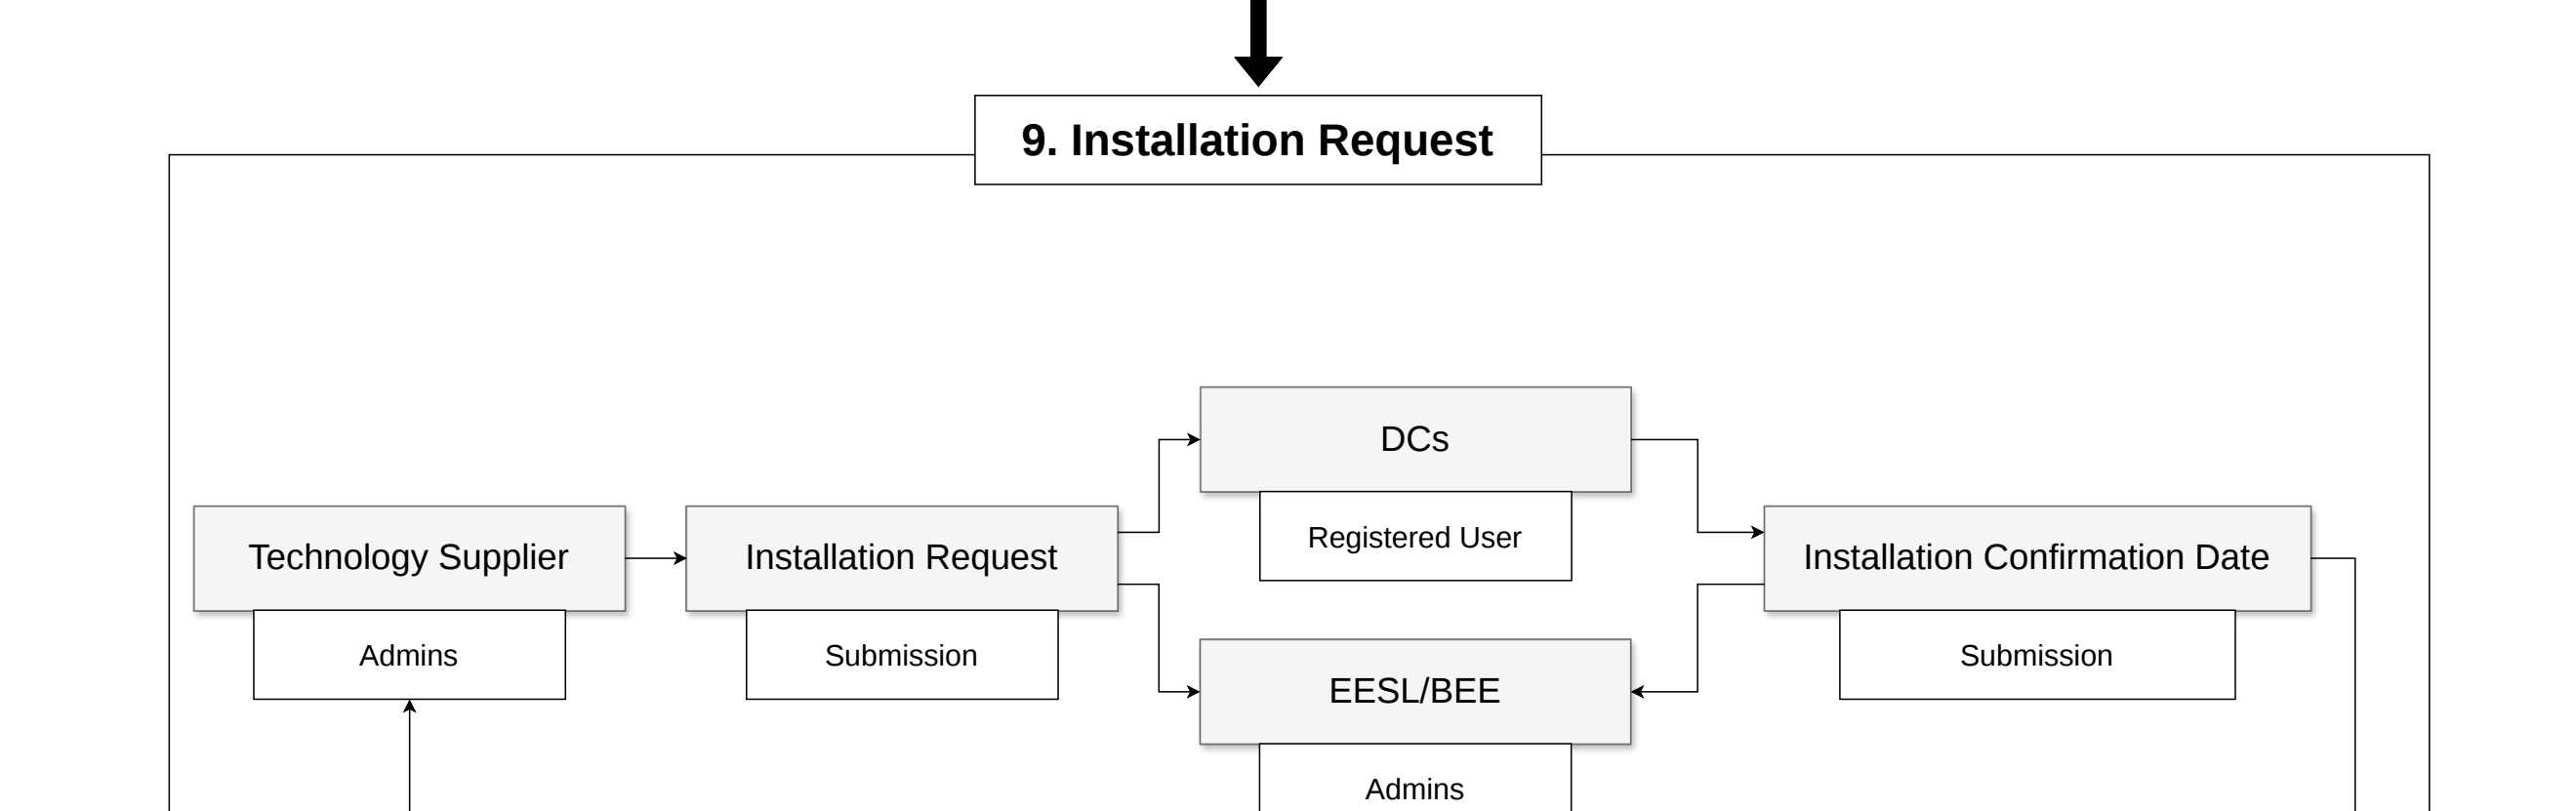 9. Installation Request
DCs
Registered User
Technology Supplier
Admins
Installation Request
Submission
Installation Confirmation Date
Submission
EESL/BEE
Admins